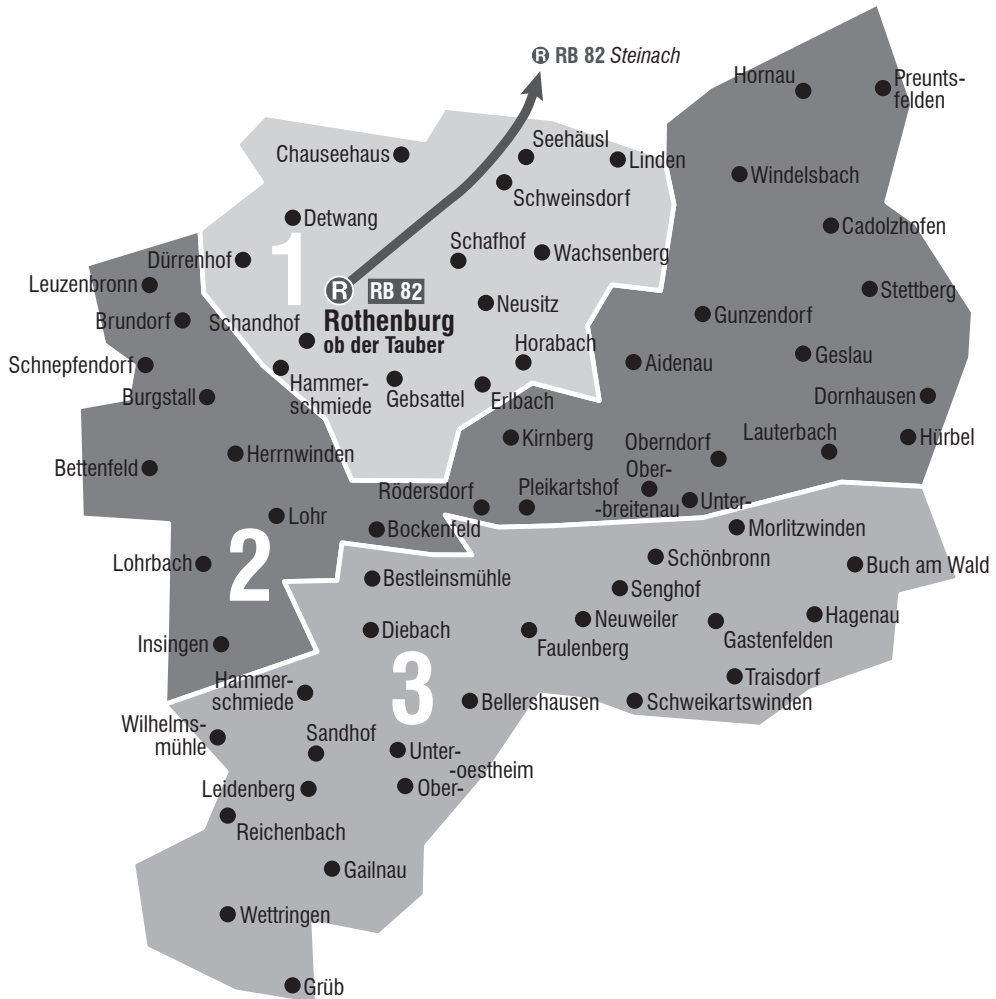 R RB 82 Steinach
Hornau
Preunts-
felden
Chauseehaus
Seehäusl
Linden
Schweinsdorf
Windelsbach
Detwang
Cadolzhofen
Schafhof
Wachsenberg
Dürrenhof
1
Leuzenbronn
R RB 82
Stettberg
Neusitz
Gunzendorf
Brundorf
Schandhof
Rothenburg
ob der Tauber
Horabach
Aidenau
Geslau
Schnepfendorf
Hammer-
schmiede
Gebsattel
Erlbach
Burgstall
Dornhausen
Kirnberg
Oberndorf
Lauterbach
Hürbel
Herrnwinden
Bettenfeld
Ober-
-breitenau
Unter-
Rödersdorf
Pleikartshof
Lohr
Bockenfeld
Morlitzwinden
2
Lohrbach
Schönbronn
Buch am Wald
Bestleinsmühle
Senghof
Neuweiler
Hagenau
Diebach
Faulenberg
Gastenfelden
Insingen
3
Traisdorf
Hammer-
schmiede
Bellershausen
Schweikartswinden
Wilhelms-
mühle
Sandhof
Unter-
-oestheim
Ober-
Leidenberg
Reichenbach
Gailnau
Wettringen
Grüb